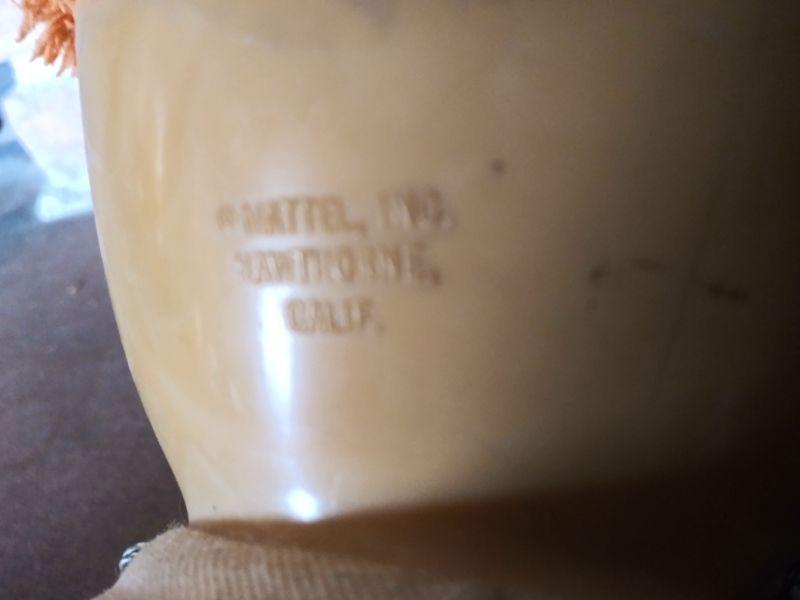 © MATTEL, INC.
HAWTHORNE,
CALIF.